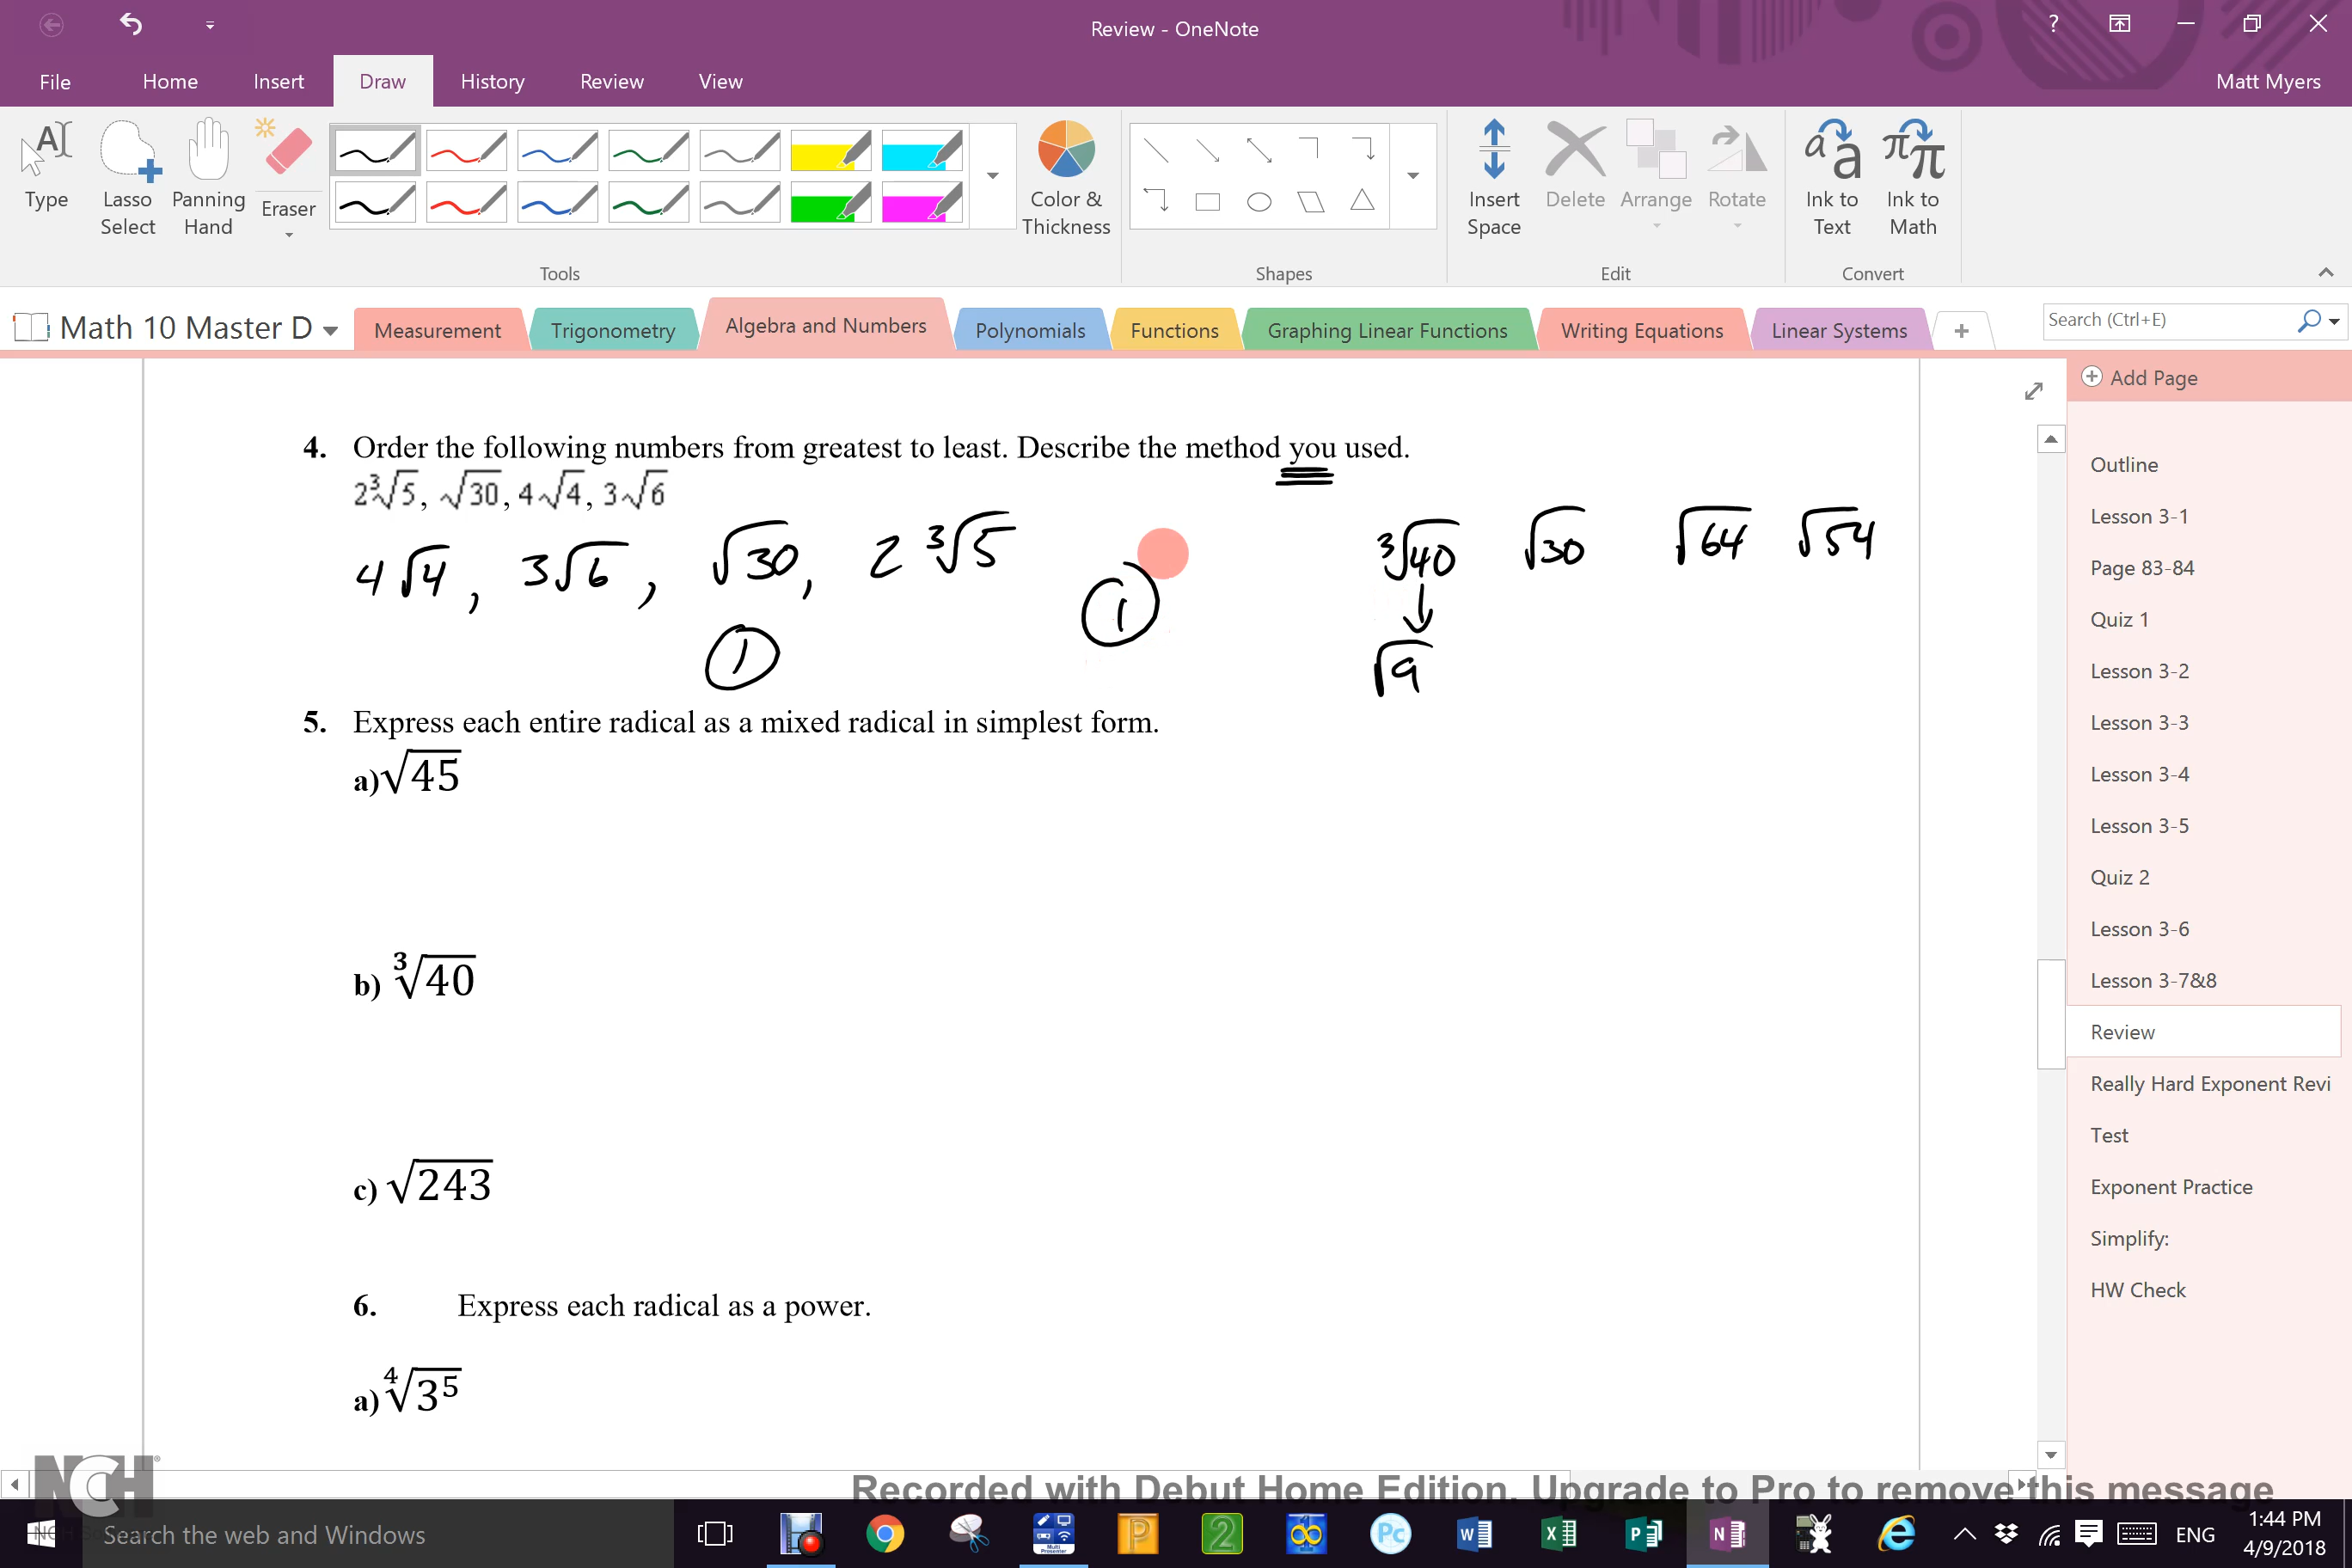 Review - OneNote
?
File Home Insert Draw History Review View Matt Myers
Type Lasso Select Panning Hand Eraser Color & Thickness Insert Space Delete Arrange Rotate Ink to Text Ink to Math
Tools Shapes Edit Convert
Math 10 Master D Measurement Trigonometry Algebra and Numbers Polynomials Functions Graphing Linear Functions Writing Equations Linear Systems + Search (Ctrl+E)
Add Page
Outline
Lesson 3-1
Page 83-84
Quiz 1
Lesson 3-2
Lesson 3-3
Lesson 3-4
Lesson 3-5
Quiz 2
Lesson 3-6
Lesson 3-7&8
Review
Really Hard Exponent Revi
Test
Exponent Practice
Simplify:
HW Check
4. Order the following numbers from greatest to least. Describe the method you used.
2∛5, √30, 4√4, 3√6
4√4, 3√6, √30, 2∛5
∛40 √30 √64 √54
① ①
↓
√9
5. Express each entire radical as a mixed radical in simplest form.
a) √45
b) ∛40
c) √243
6. Express each radical as a power.
a) ∜3⁵
NCH
Recorded with Debut Home Edition. Upgrade to Pro to remove this message
Search the web and Windows
ENG 1:44 PM
4/9/2018